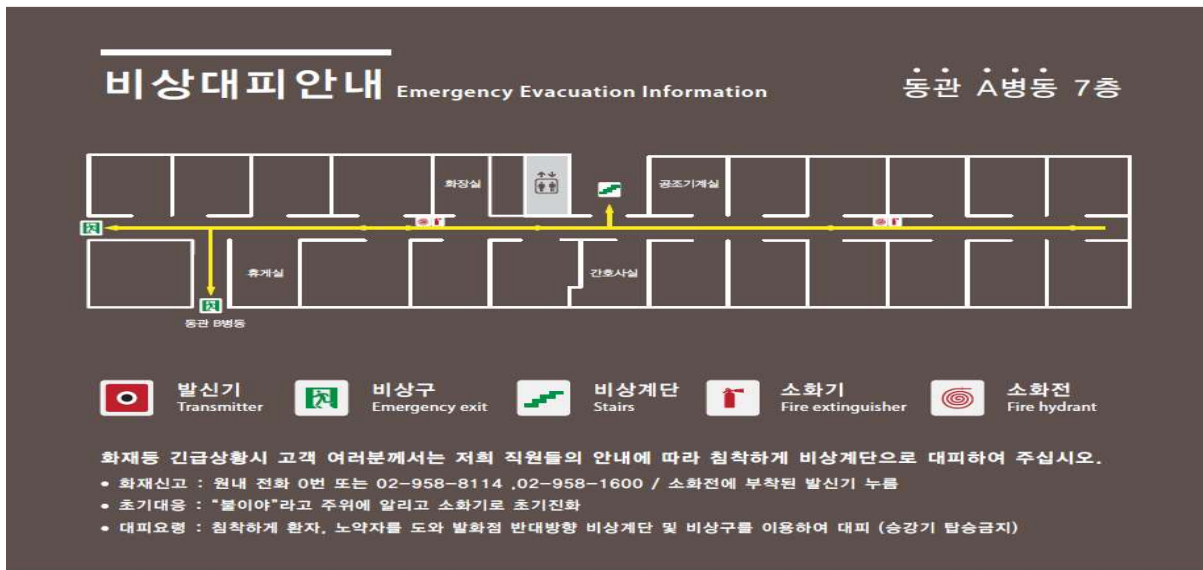 비상대피안내 Emergency Evacuation Information
동관 A병동 7층
화장실
공조기계실
휴게실
간호사실
동관 B병동
발신기
Transmitter
비상구
Emergency exit
비상계단
Stairs
소화기
Fire extinguisher
소화전
Fire hydrant
화재등 긴급상황시 고객 여러분께서는 저희 직원들의 안내에 따라 침착하게 비상계단으로 대피하여 주십시오.
• 화재신고 : 원내 전화 0번 또는 02-958-8114 ,02-958-1600 / 소화전에 부착된 발신기 누름
• 초기대응 : "불이야"라고 주위에 알리고 소화기로 초기진화
• 대피요령 : 침착하게 환자, 노약자를 도와 발화점 반대방향 비상계단 및 비상구를 이용하여 대피 (승강기 탑승금지)